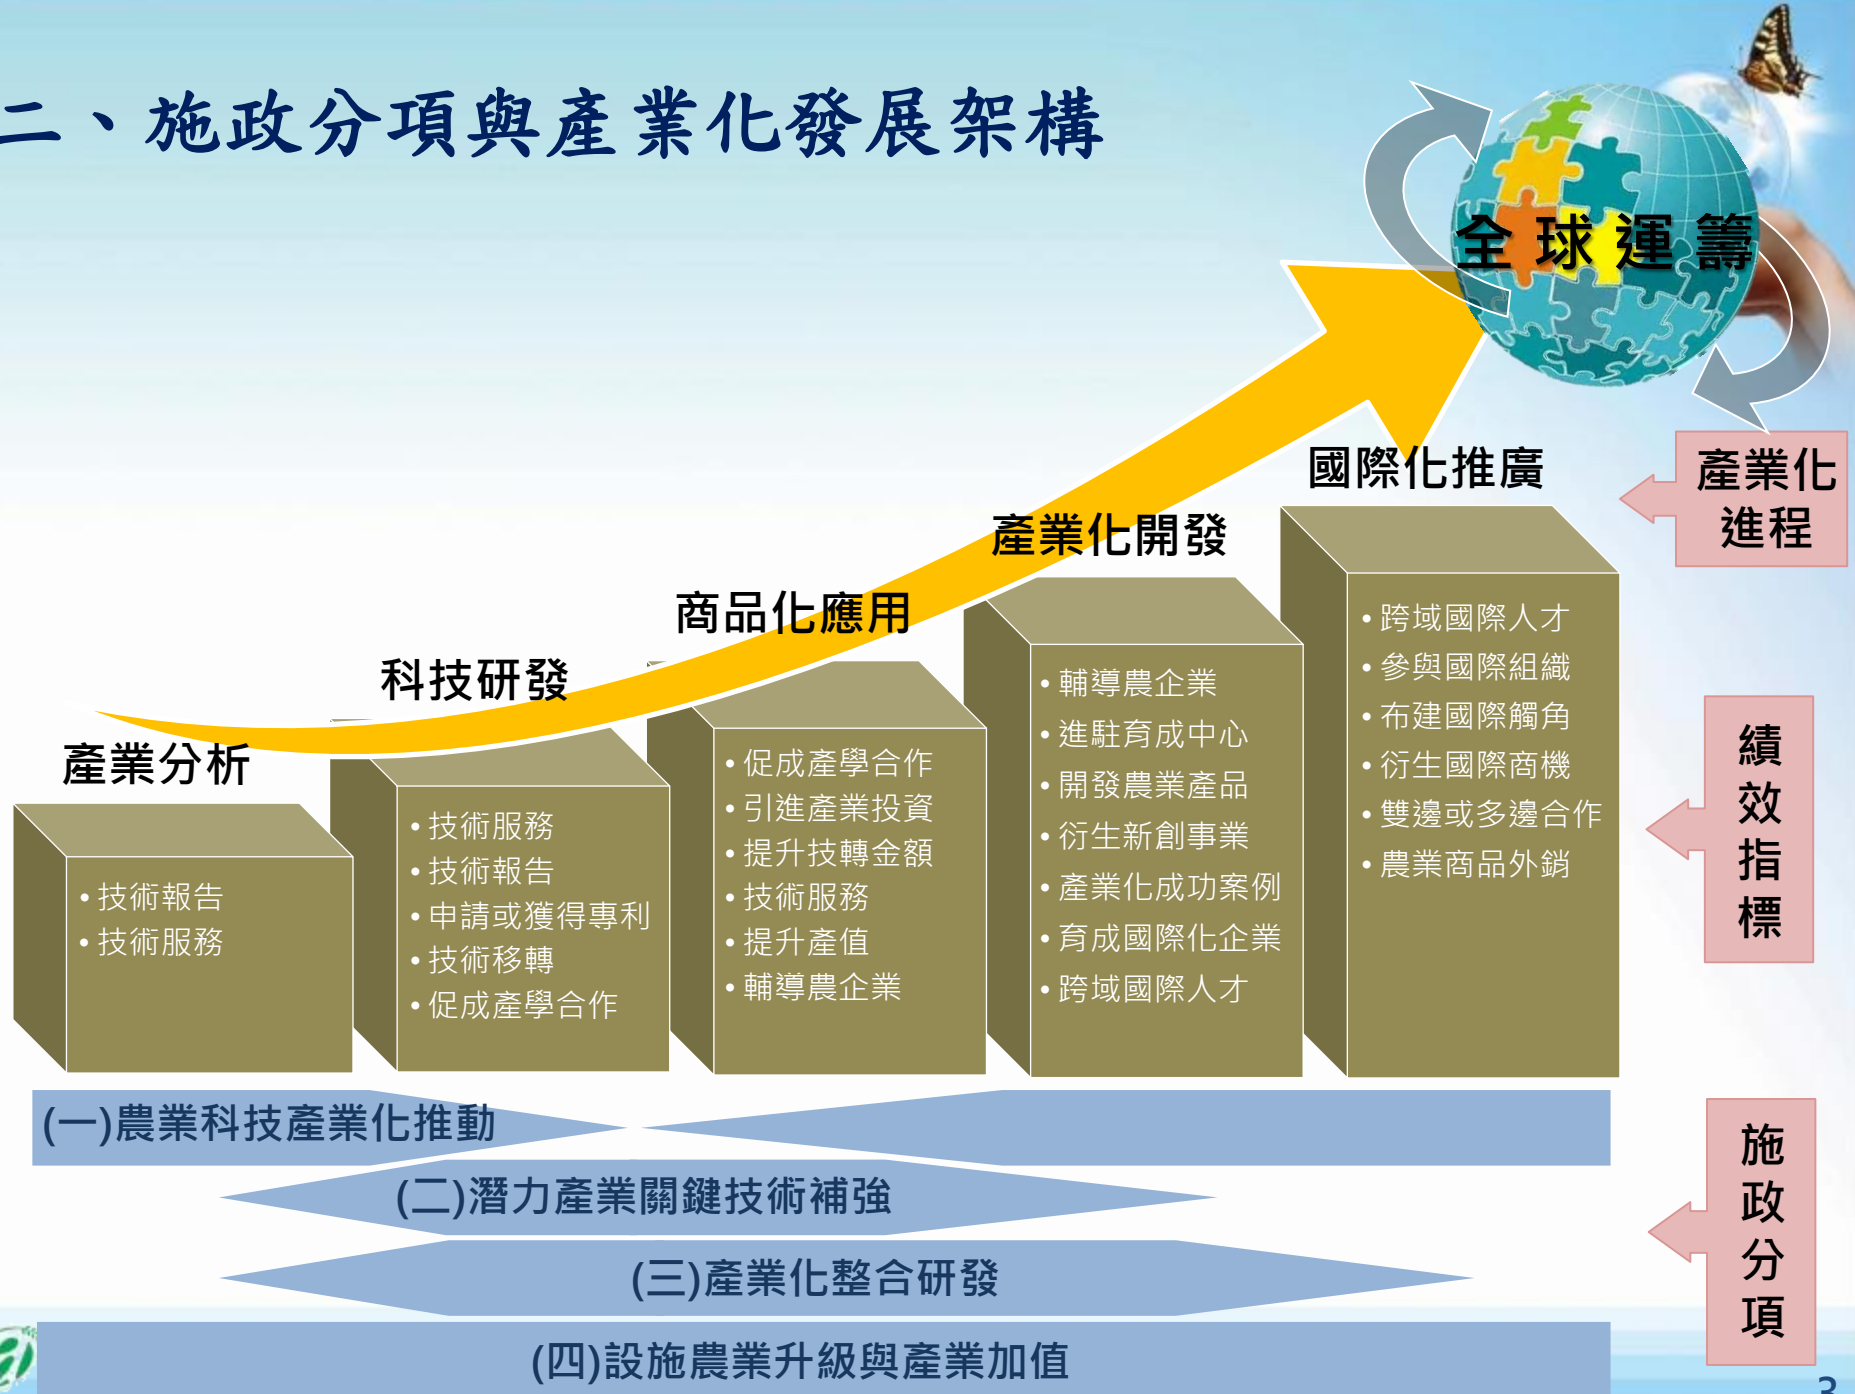 二、施政分項與產業化發展架構
全球運籌
國際化推廣
產業化開發
商品化應用
科技研發
產業分析
產業化
進程
• 技術報告
• 技術服務
• 技術服務
• 技術報告
• 申請或獲得專利
• 技術移轉
• 促成產學合作
• 促成產學合作
• 引進產業投資
• 提升技轉金額
• 技術服務
• 提升產值
• 輔導農企業
• 輔導農企業
• 進駐育成中心
• 開發農業產品
• 衍生新創事業
• 產業化成功案例
• 育成國際化企業
• 跨域國際人才
• 跨域國際人才
• 參與國際組織
• 布建國際觸角
• 衍生國際商機
• 雙邊或多邊合作
• 農業商品外銷
績效指標
(一)農業科技產業化推動
(二)潛力產業關鍵技術補強
(三)產業化整合研發
(四)設施農業升級與產業加值
施政分項
3